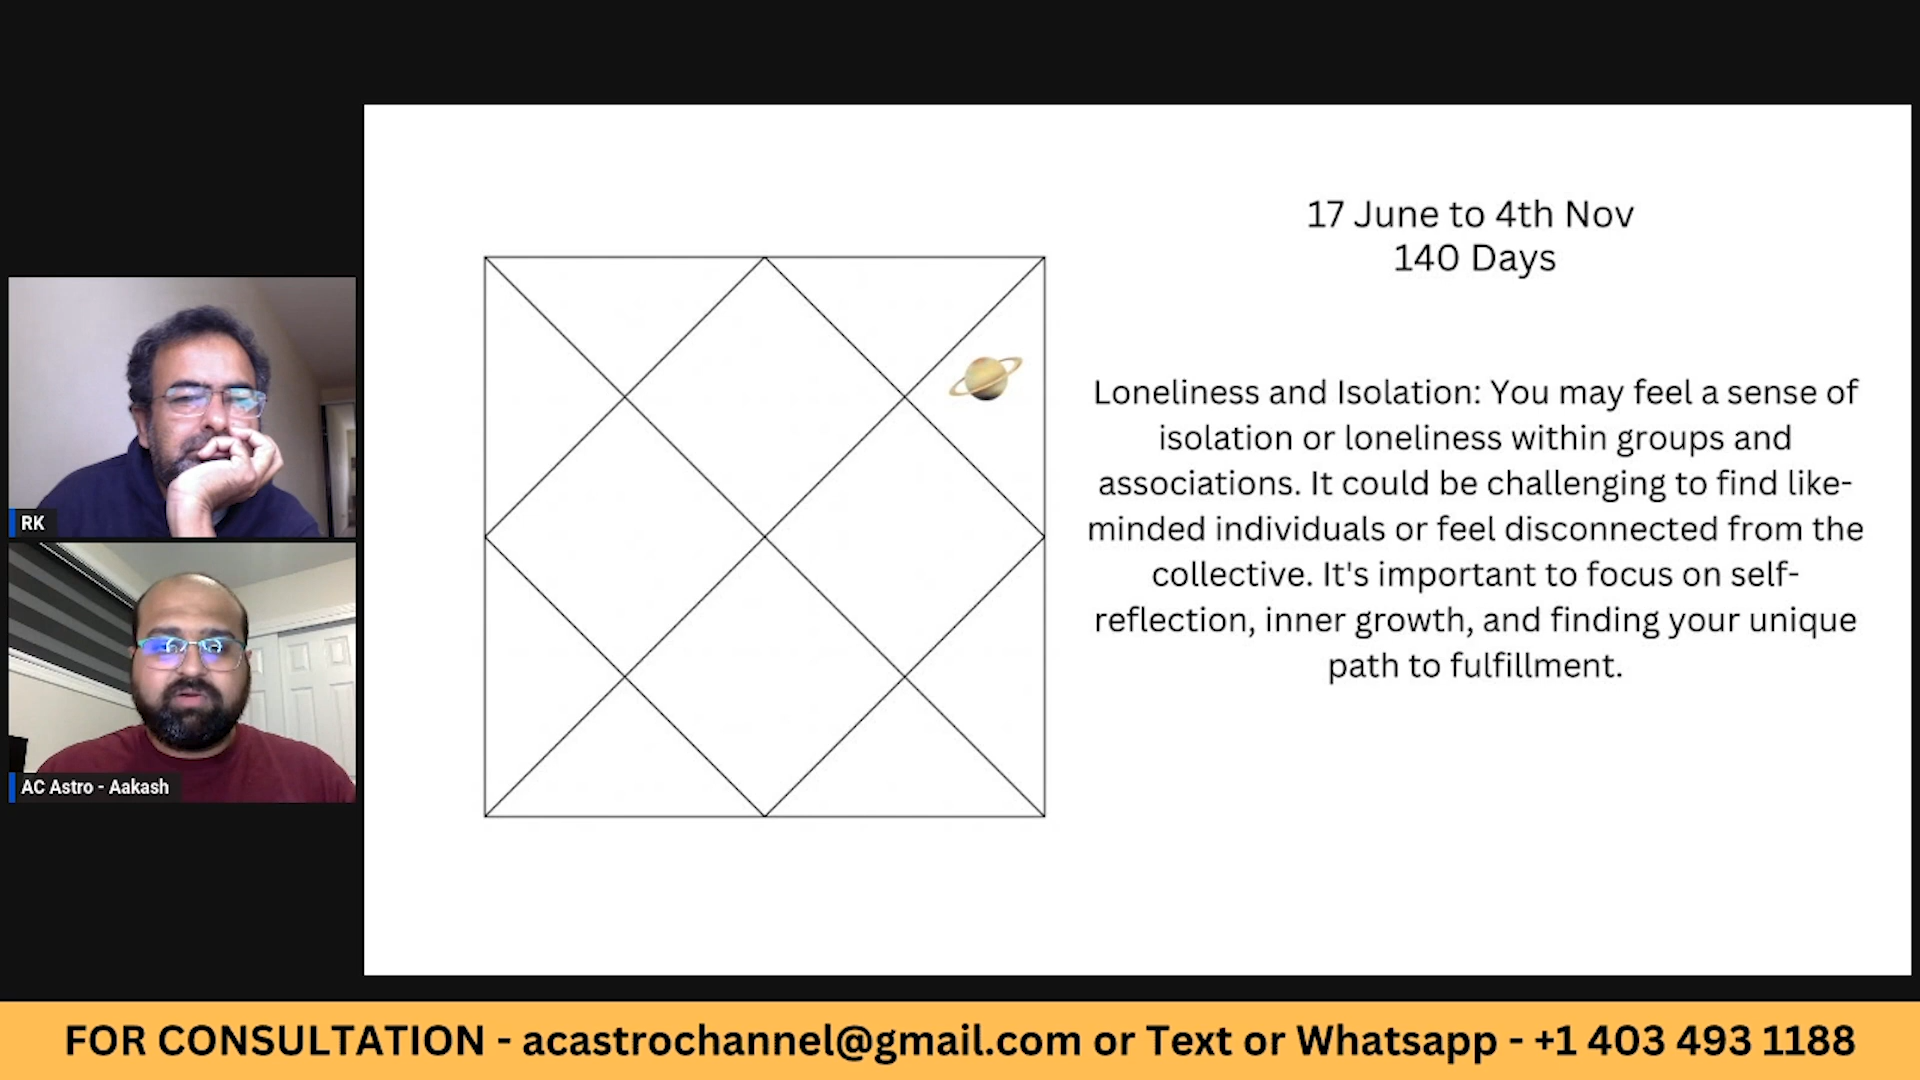 17 June to 4th Nov
140 Days
Loneliness and Isolation: You may feel a sense of
isolation or loneliness within groups and
associations. It could be challenging to find like-
minded individuals or feel disconnected from the
collective. It's important to focus on self-
reflection, inner growth, and finding your unique
path to fulfillment.
RK
AC Astro - Aakash
FOR CONSULTATION - acastrochannel@gmail.com or Text or Whatsapp - +1 403 493 1188